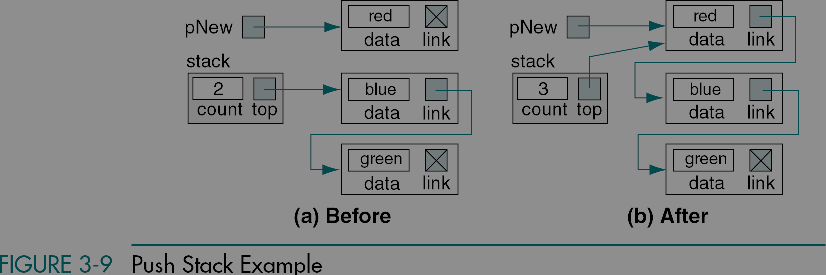 red
pNew
data link
stack
2
blue
count top
data link
green
data link
(a) Before
red
pNew
data link
stack
3
blue
count top
data link
green
data link
(b) After
FIGURE 3-9 Push Stack Example